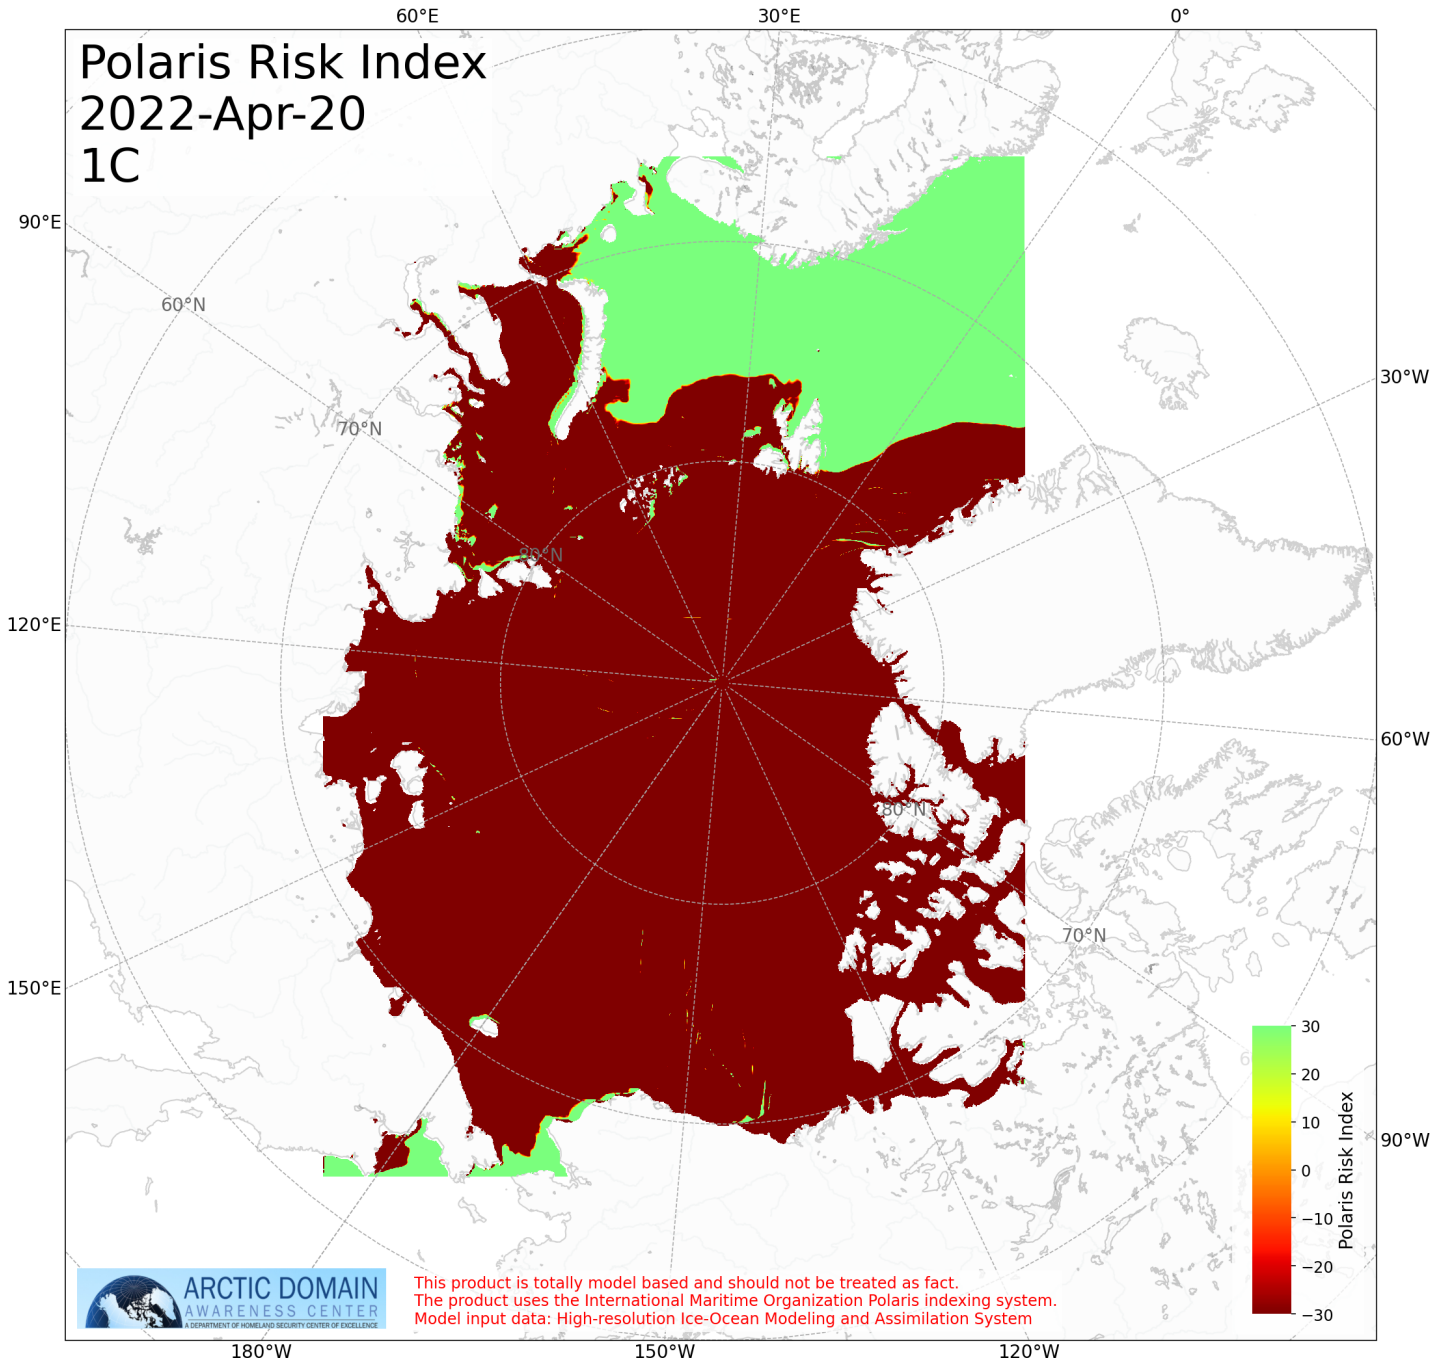 60°E 30°E 0°
Polaris Risk Index
2022-Apr-20
1C
90°E
60°N
30°W
70°N
80°N
120°E
60°W
80°N
70°N
150°E
30
20
10
0
−10
−20
−30
Polaris Risk Index
90°W
ARCTIC DOMAIN
AWARENESS CENTER
A DEPARTMENT OF HOMELAND SECURITY CENTER OF EXCELLENCE
This product is totally model based and should not be treated as fact.
The product uses the International Maritime Organization Polaris indexing system.
Model input data: High-resolution Ice-Ocean Modeling and Assimilation System
180°W 150°W 120°W